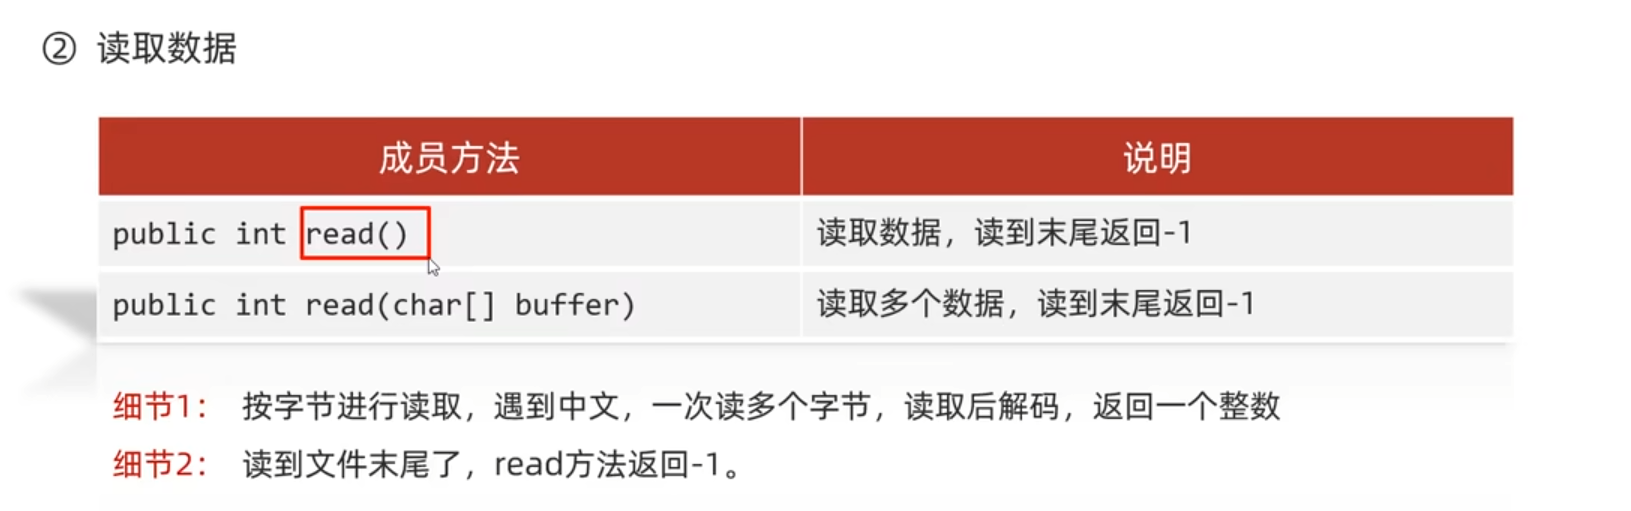 ② 读取数据
成员方法 说明
public int read() 读取数据，读到末尾返回-1
public int read(char[] buffer) 读取多个数据，读到末尾返回-1
细节1： 按字节进行读取，遇到中文，一次读多个字节，读取后解码，返回一个整数
细节2： 读到文件末尾了，read方法返回-1。